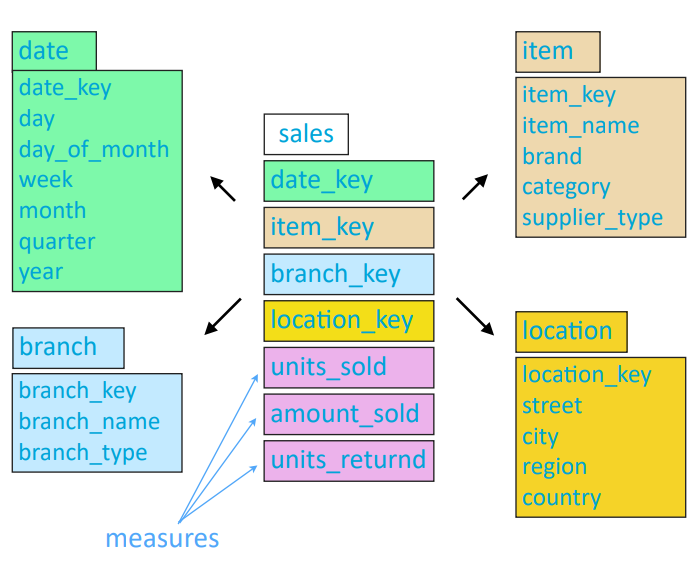 date
date_key
day
day_of_month
week
month
quarter
year
branch
branch_key
branch_name
branch_type
sales
date_key
item_key
branch_key
location_key
units_sold
amount_sold
units_returnd
measures
item
item_key
item_name
brand
category
supplier_type
location
location_key
street
city
region
country